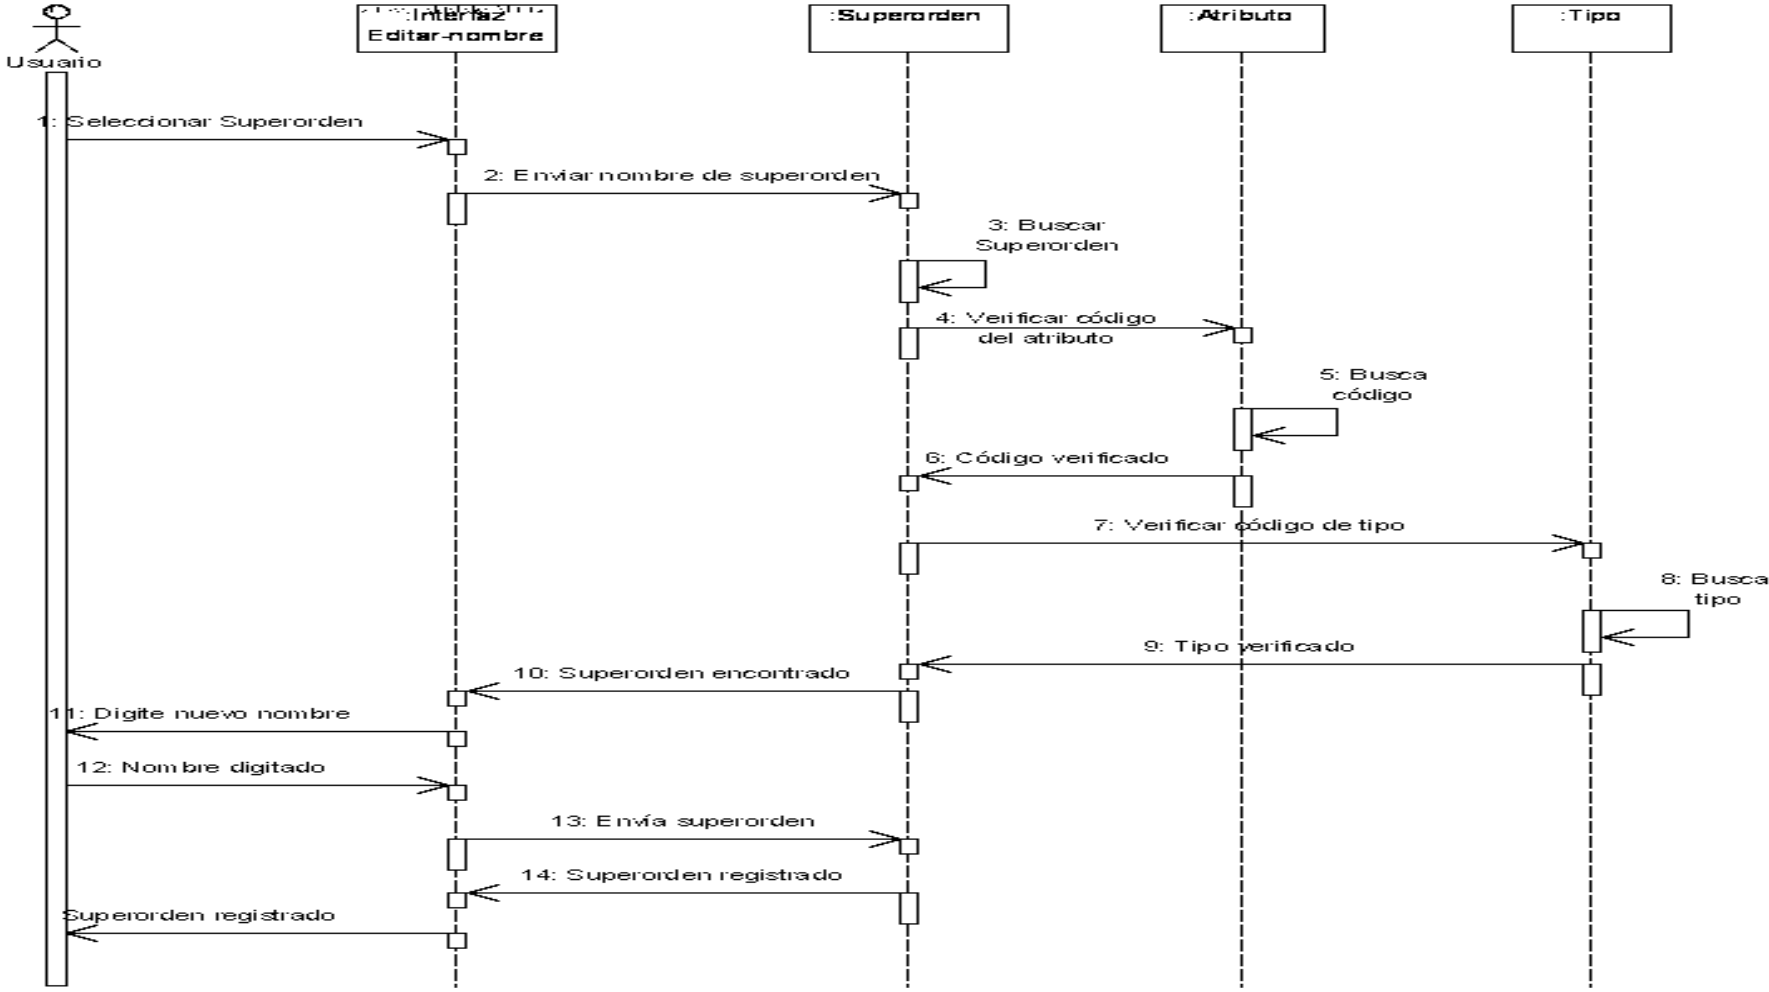 :Interfaz
Editar-nombre
:Superorden
:Atributo
:Tipo
Usuario
1: Seleccionar Superorden
2: Enviar nombre de superorden
3: Buscar
Superorden
4: Verificar código
del atributo
5: Busca
código
6: Código verificado
7: Verificar código de tipo
8: Busca
tipo
9: Tipo verificado
10: Superorden encontrado
11: Digite nuevo nombre
12: Nombre digitado
13: Envía superorden
14: Superorden registrado
Superorden registrado